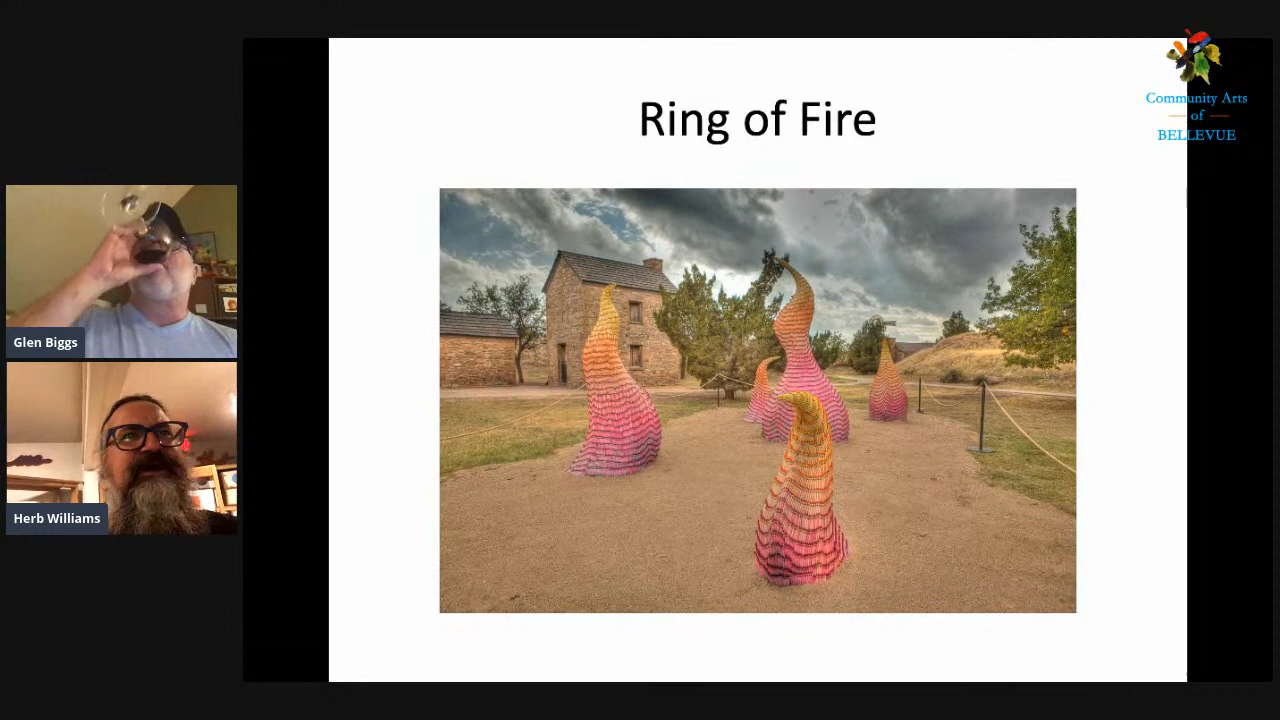 Ring of Fire
Community Arts
of
BELLEVUE
Glen Biggs
Herb Williams